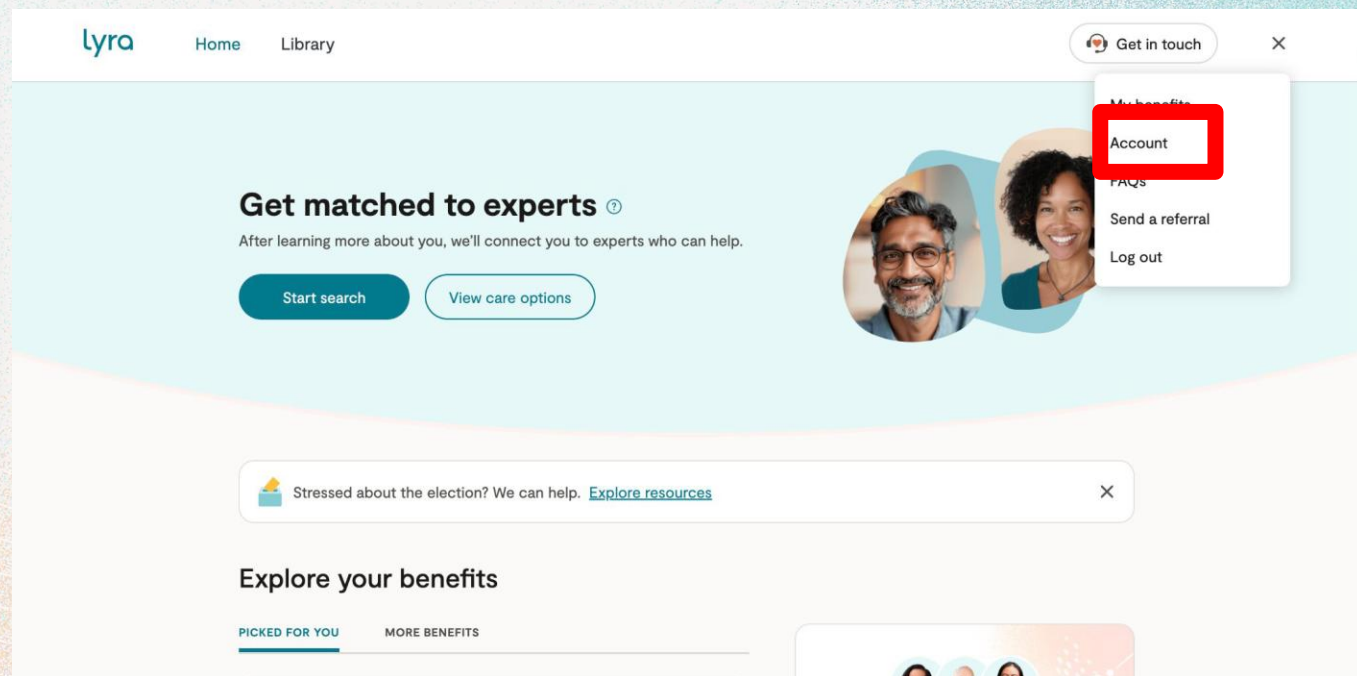 lyra
Home
Library
Get in touch
My benefits
Account
FAQs
Send a referral
Log out
Get matched to experts
After learning more about you, we'll connect you to experts who can help.
Start search
View care options
Stressed about the election? We can help. Explore resources
Explore your benefits
PICKED FOR YOU
MORE BENEFITS